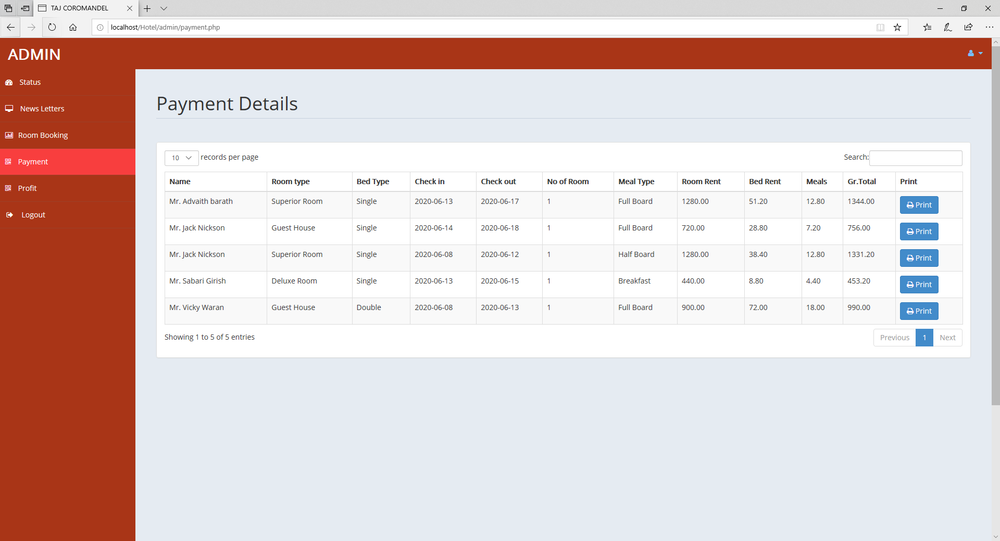 TAJ COROMANDEL
localhost/Hotel/admin/payment.php
ADMIN
Status
News Letters
Room Booking
Payment
Profit
Logout
Payment Details
10 records per page
Search:
Name Room type Bed Type Check in Check out No of Room Meal Type Room Rent Bed Rent Meals Gr.Total Print
Mr. Advaith barath Superior Room Single 2020-06-13 2020-06-17 1 Full Board 1280.00 51.20 12.80 1344.00 Print
Mr. Jack Nickson Guest House Single 2020-06-14 2020-06-18 1 Full Board 720.00 28.80 7.20 756.00 Print
Mr. Jack Nickson Superior Room Single 2020-06-08 2020-06-12 1 Half Board 1280.00 38.40 12.80 1331.20 Print
Mr. Sabari Girish Deluxe Room Single 2020-06-13 2020-06-15 1 Breakfast 440.00 8.80 4.40 453.20 Print
Mr. Vicky Waran Guest House Double 2020-06-08 2020-06-13 1 Full Board 900.00 72.00 18.00 990.00 Print
Showing 1 to 5 of 5 entries
Previous 1 Next